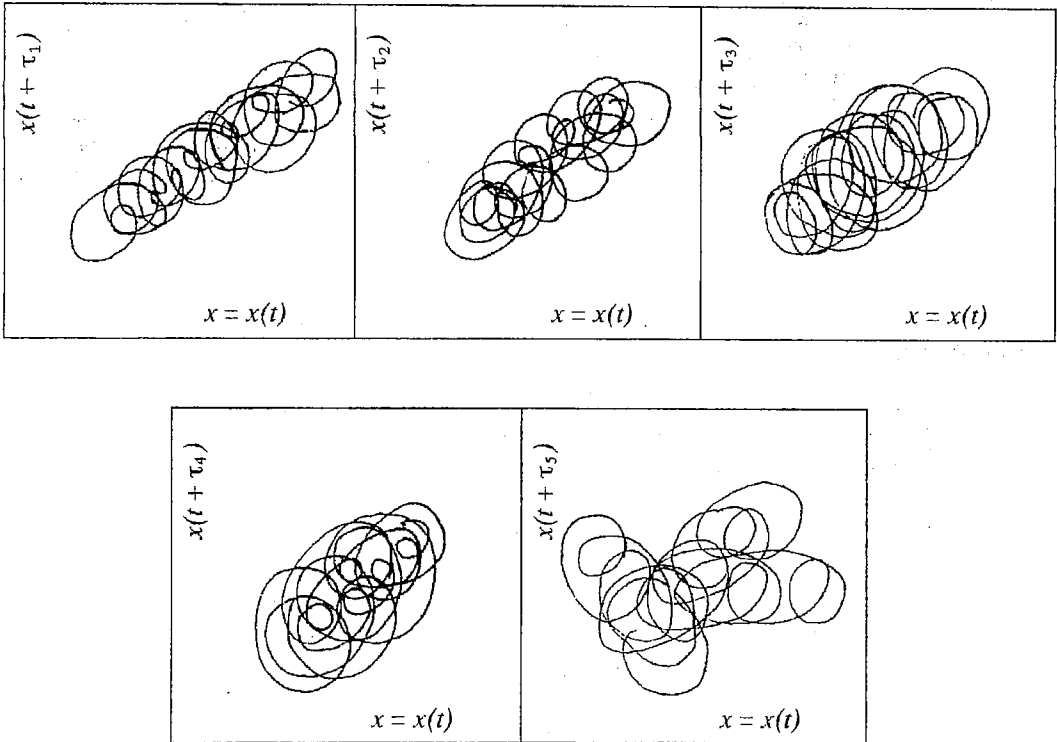 x(t + τ₁)
x = x(t)
x(t + τ₂)
x = x(t)
x(t + τ₃)
x = x(t)
x(t + τ₄)
x = x(t)
x(t + τ₅)
x = x(t)